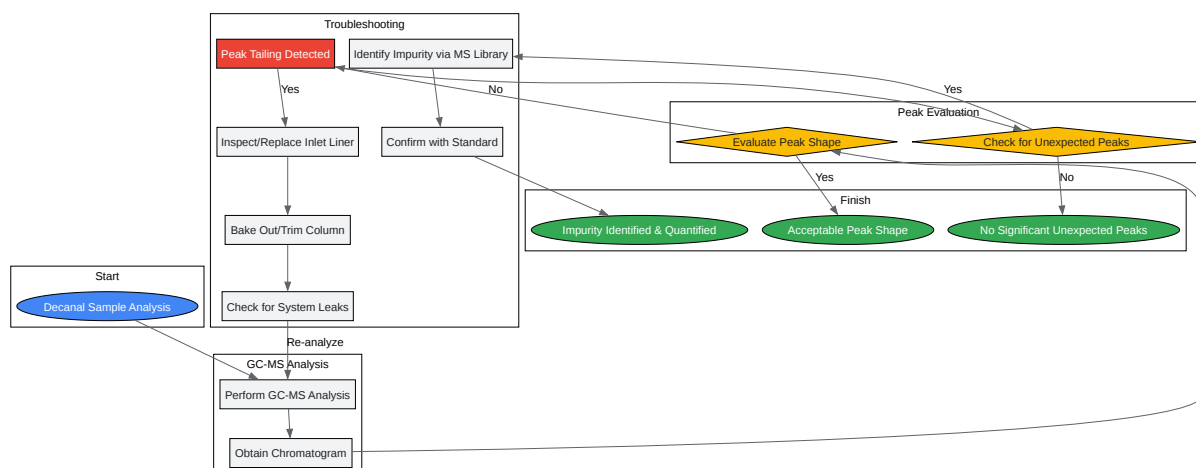 Troubleshooting
Peak Tailing Detected
Identify Impurity via MS Library
Yes
No
Yes
Peak Evaluation
Inspect/Replace Inlet Liner
Confirm with Standard
Evaluate Peak Shape
Check for Unexpected Peaks
Yes
No
Finish
Bake Out/Trim Column
Impurity Identified & Quantified
Acceptable Peak Shape
No Significant Unexpected Peaks
Start
Decanal Sample Analysis
Check for System Leaks
Re-analyze
GC-MS Analysis
Perform GC-MS Analysis
Obtain Chromatogram